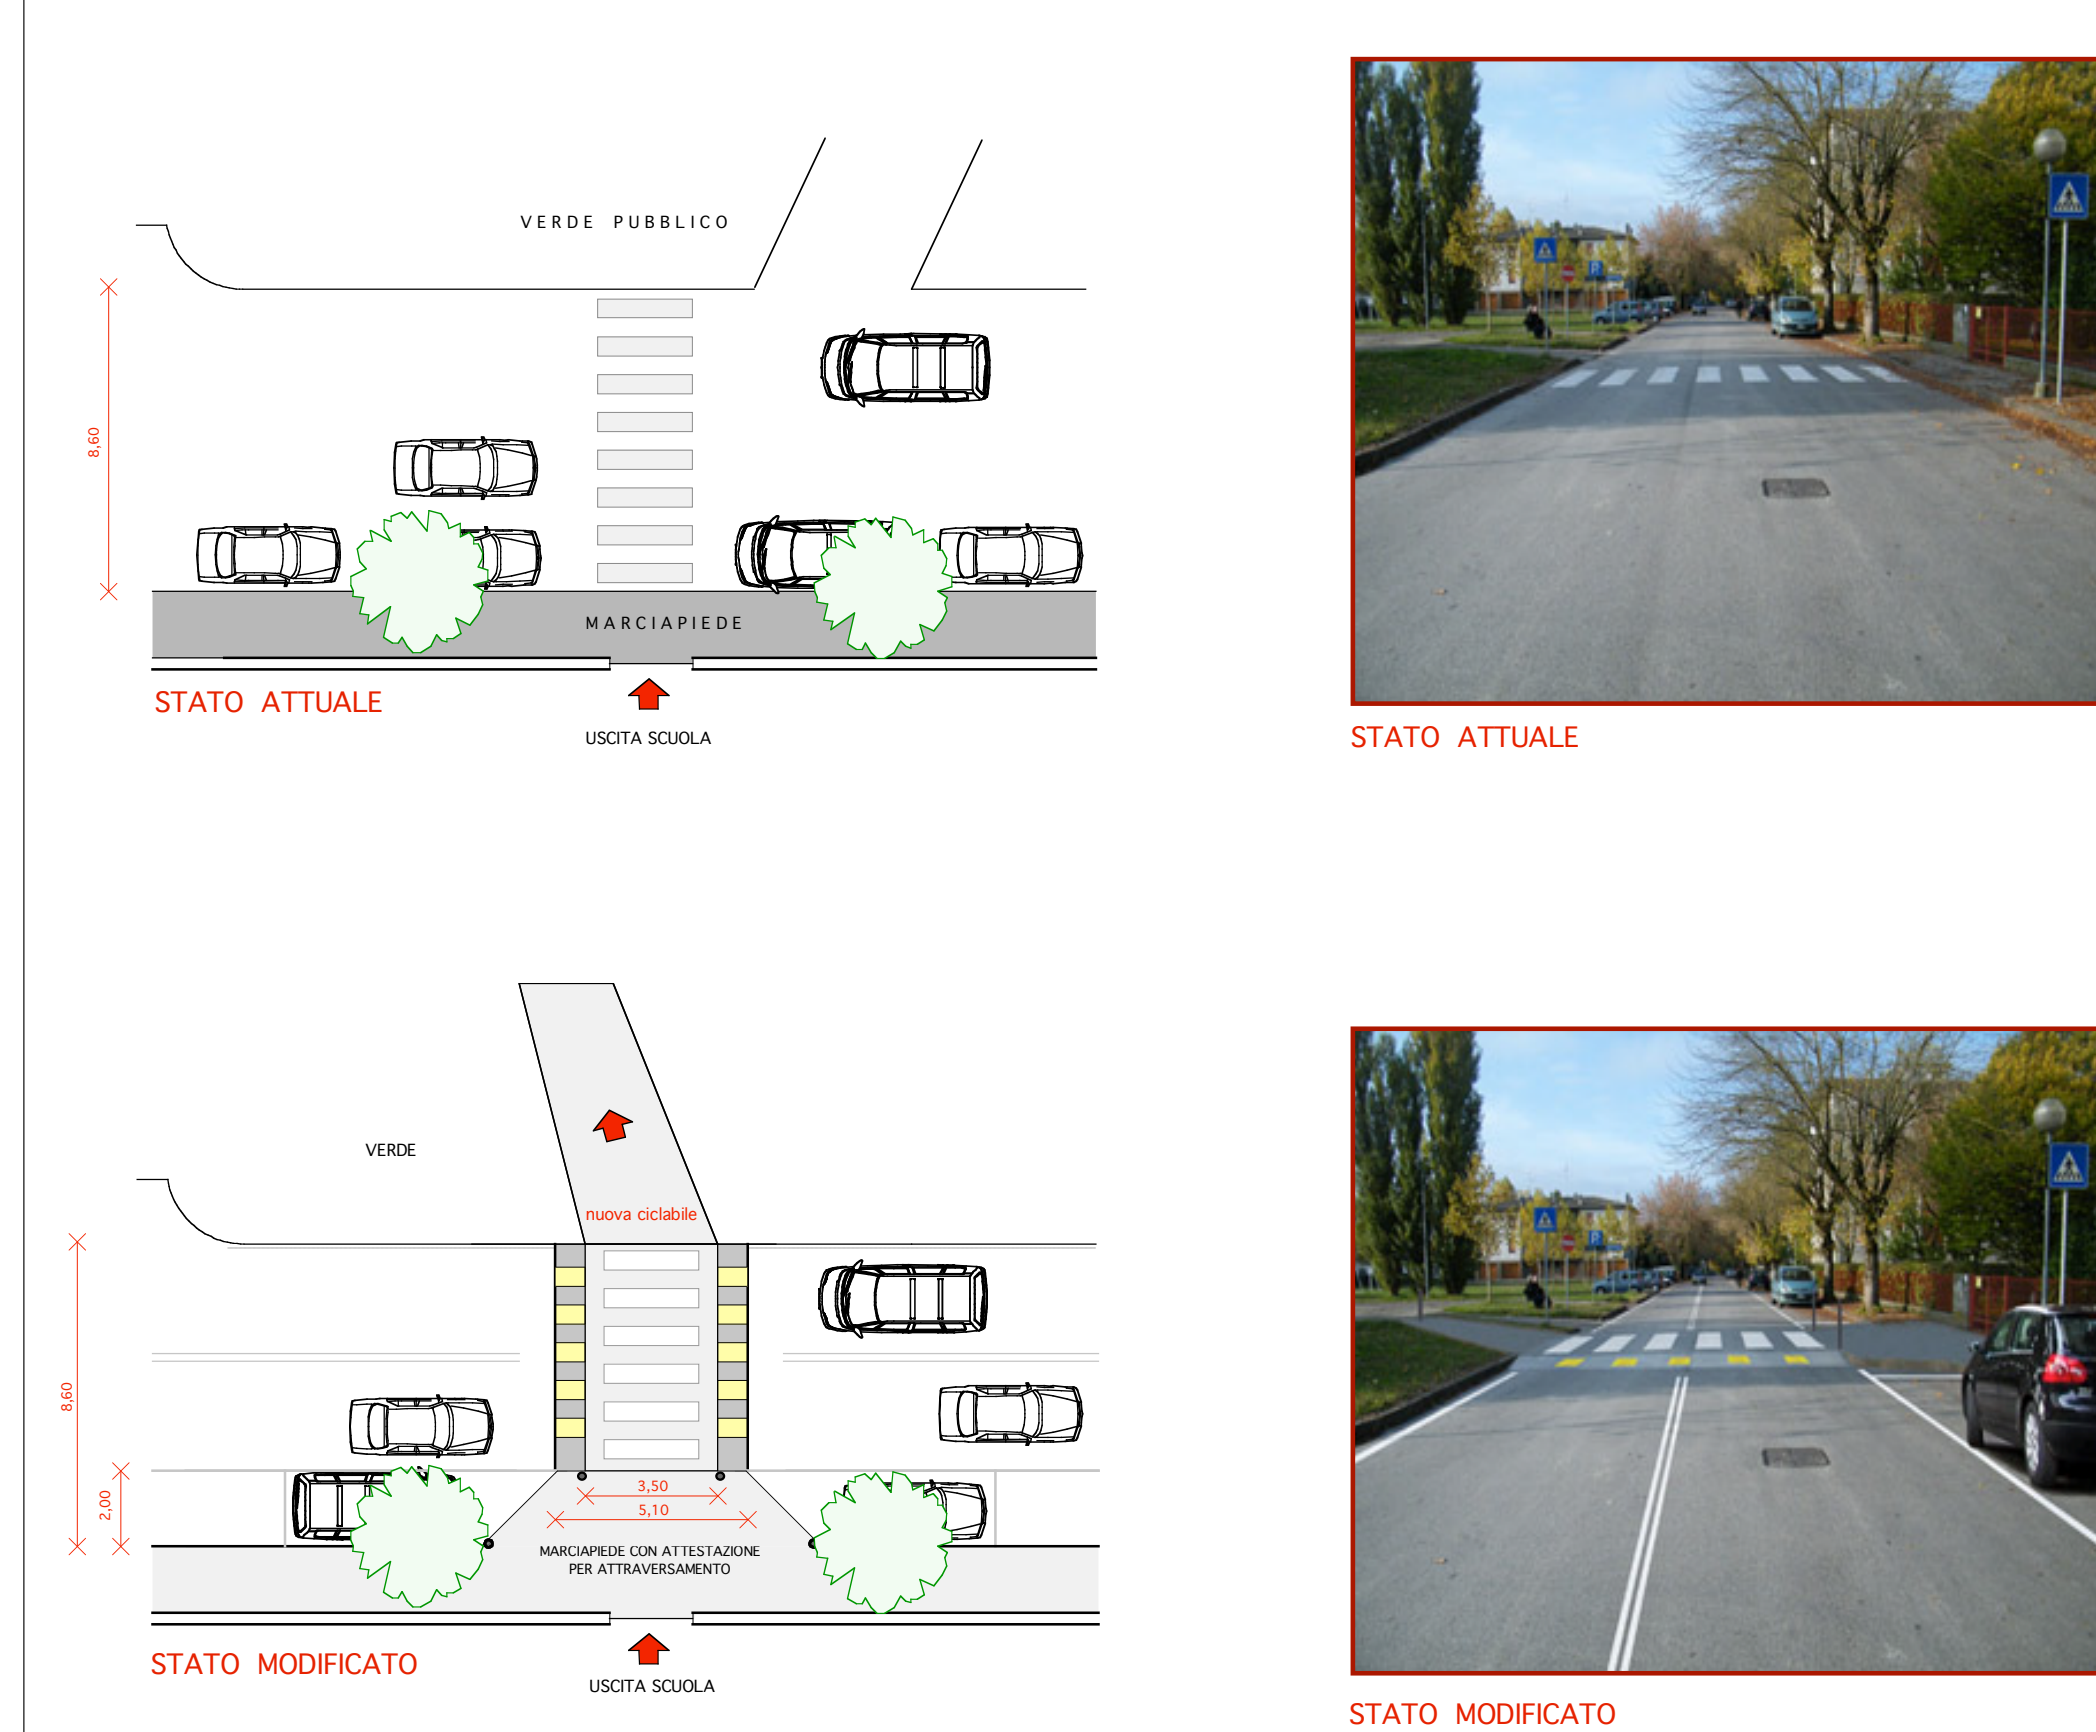 VERDE PUBBLICO
8,60
MARCIAPIEDE
STATO ATTUALE
USCITA SCUOLA
STATO ATTUALE
VERDE
nuova ciclabile
8,60
2,00
3,50
5,10
MARCIAPIEDE CON ATTESTAZIONE
PER ATTRAVERSAMENTO
STATO MODIFICATO
USCITA SCUOLA
STATO MODIFICATO
P
P